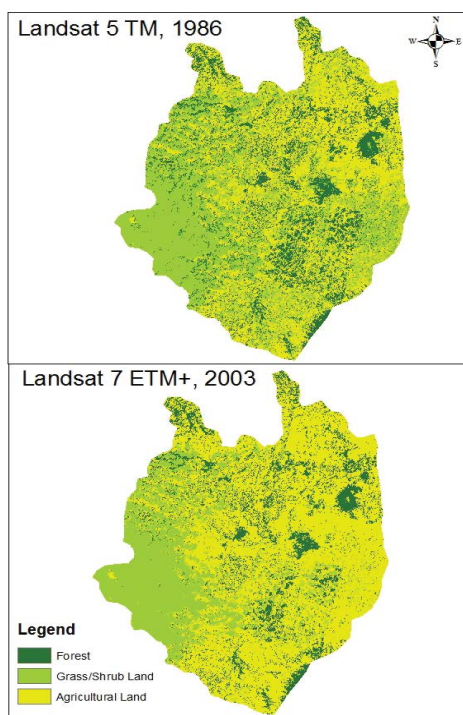 Landsat 5 TM, 1986
N
W E
S
Landsat 7 ETM+, 2003
Legend
Forest
Grass/Shrub Land
Agricultural Land